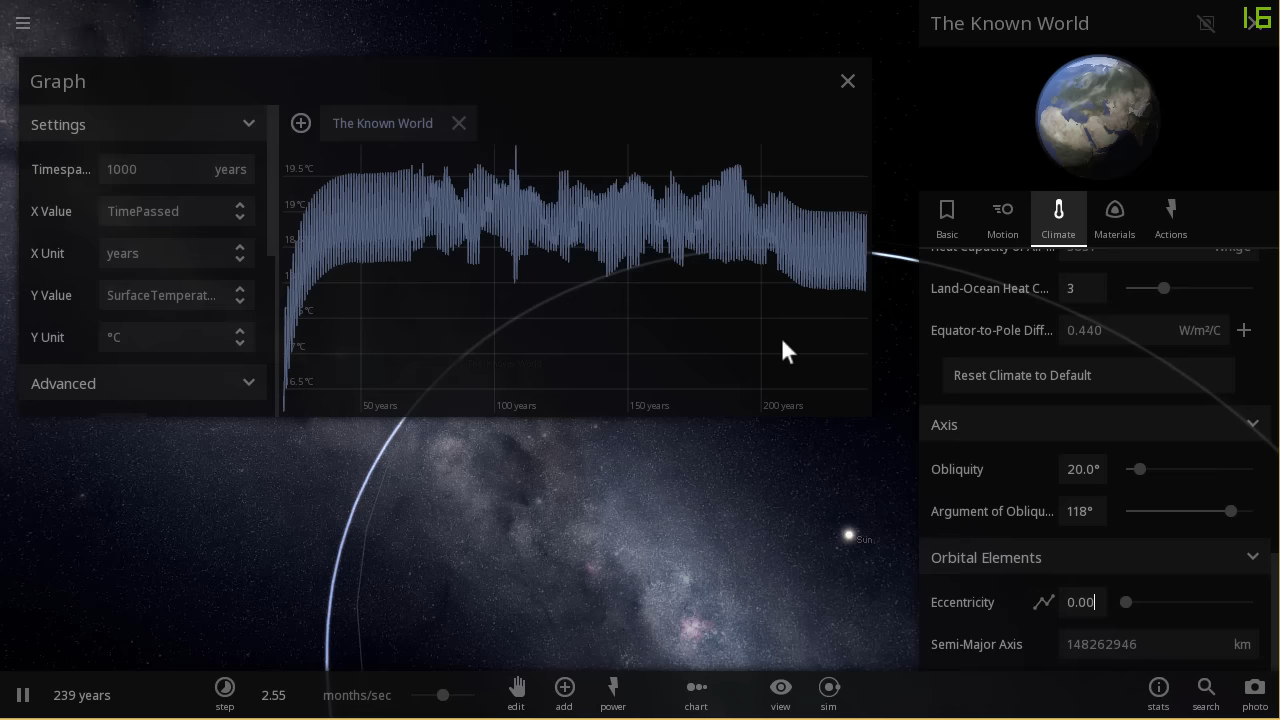 The Known World
16
Graph
Settings
The Known World
Timespa... 1000 years
X Value TimePassed
X Unit years
Y Value SurfaceTemperat...
Y Unit °C
Advanced
19.5°C
19°C
6.5°C
50 years 100 years 150 years 200 years
Basic Motion Climate Materials Actions
Land-Ocean Heat C... 3
Equator-to-Pole Diff... 0.440 W/m²/C
Reset Climate to Default
Axis
Obliquity 20.0°
Argument of Obliqu... 118°
Sun
Orbital Elements
Eccentricity 0.00
Semi-Major Axis 148262946 km
239 years
step
2.55 months/sec
edit add power chart view sim stats search photo